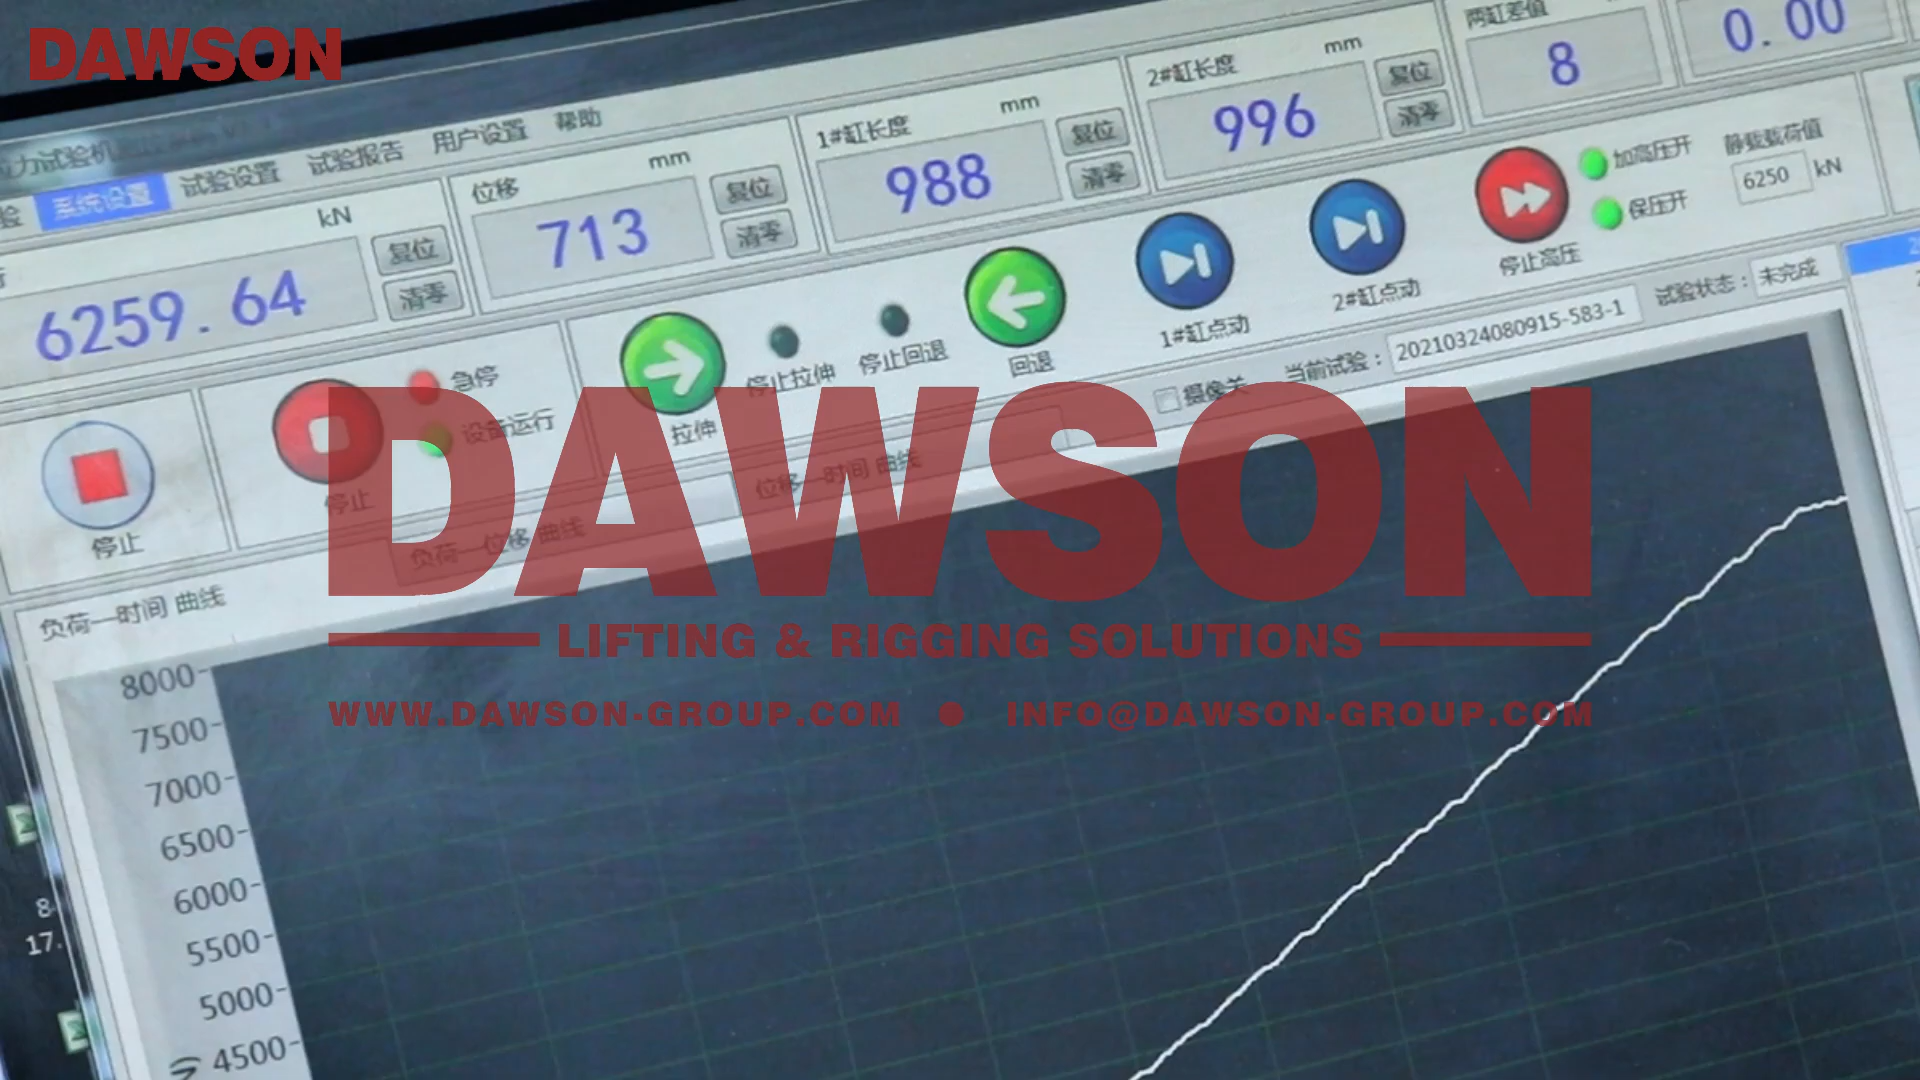 DAWSON
两缸差值
8
0.00
2#缸长度 mm
996
复位
清零
1#缸长度 mm
988
复位
清零
位移 mm
713
复位
清零
kN
6259.64
复位
清零
力试验机
系统设置 试验设置 试验报告 用户设置 帮助
加高压开
保压开
静载载荷值
6250 kN
停止高压
2#缸点动
1#缸点动
回退
停止回退
停止拉伸
拉伸
急停
设备运行
停止
停止
摄像关
当前试验：
20210324080915-583-1
试验状态：
未完成
负荷—时间 曲线
负荷—位移 曲线
位移—时间 曲线
DAWSON
LIFTING & RIGGING SOLUTIONS
WWW.DAWSON-GROUP.COM ● INFO@DAWSON-GROUP.COM
8000
7500
7000
6500
6000
5500
5000
4500
8
17.